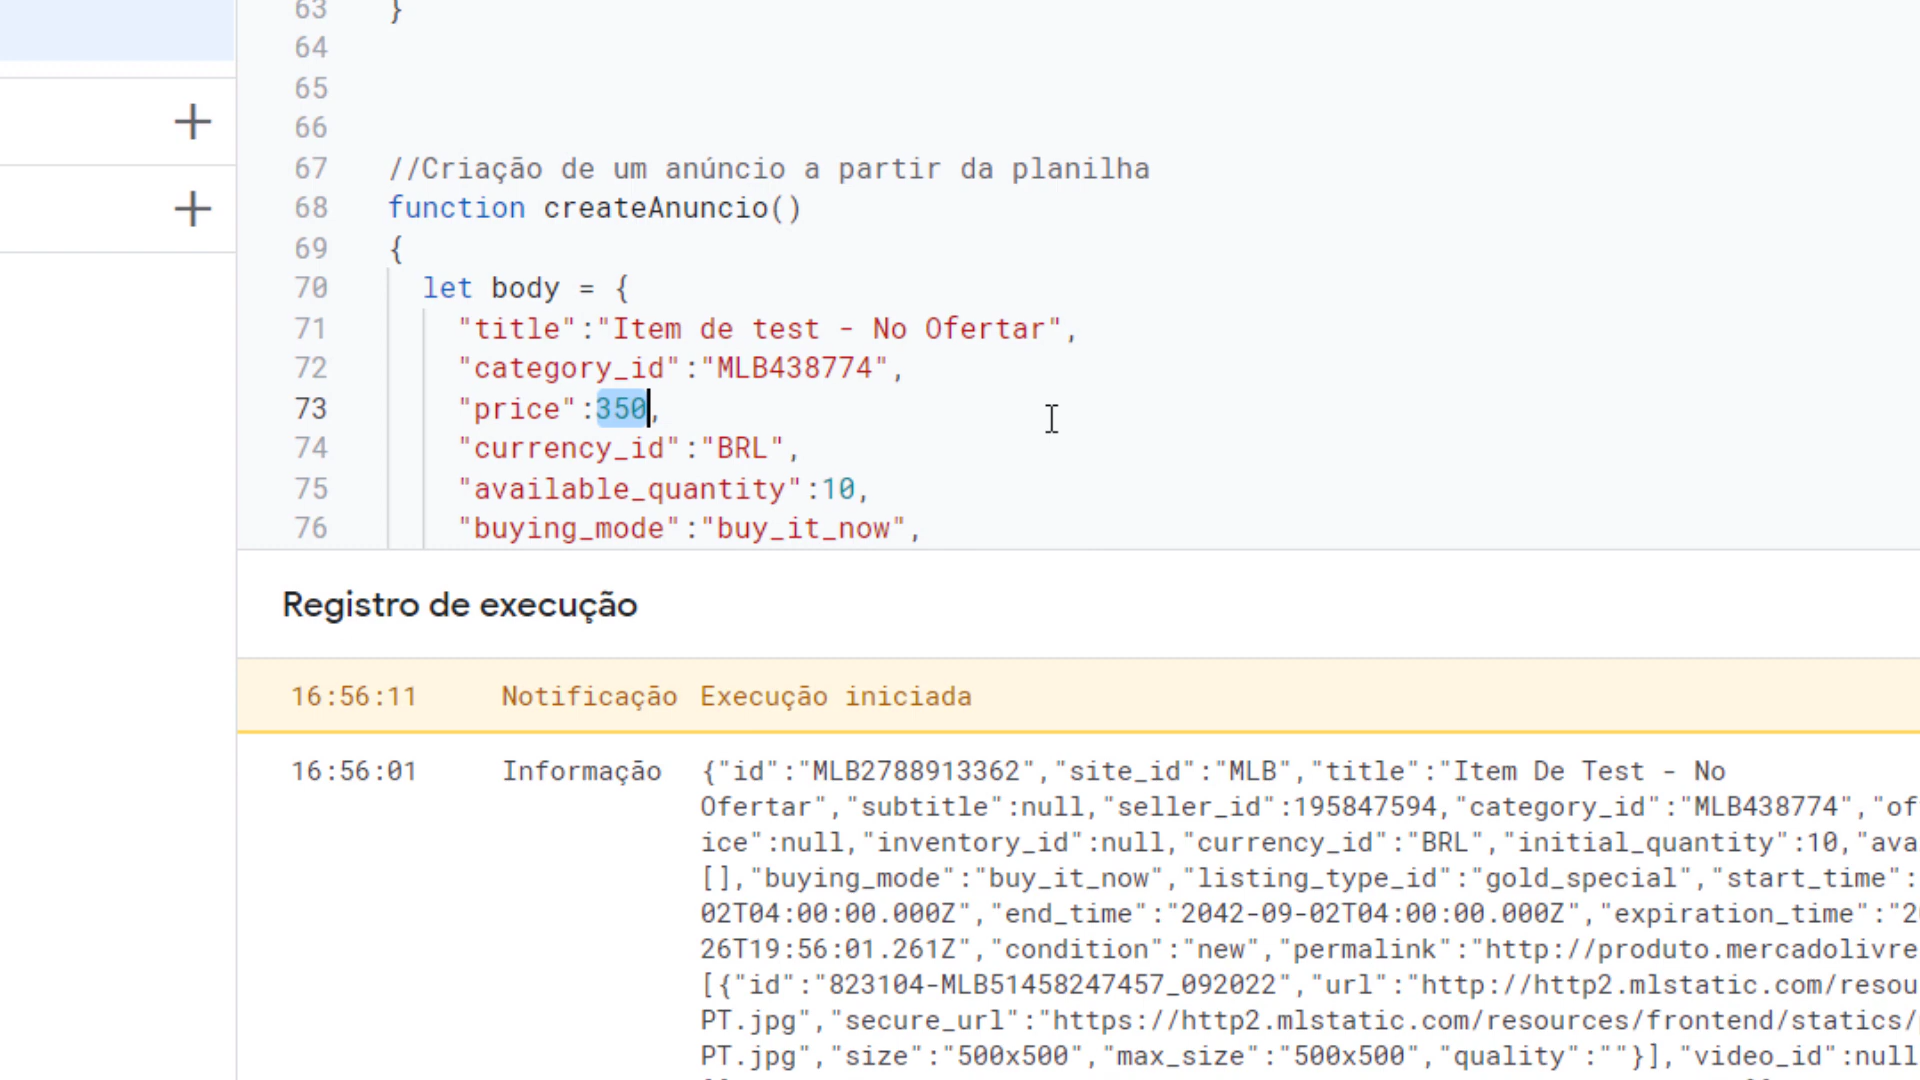 63 }
64
65
66
67 //Criação de um anúncio a partir da planilha
68 function createAnuncio()
69 {
70 let body = {
71 "title":"Item de test - No Ofertar",
72 "category_id":"MLB438774",
73 "price":350,
74 "currency_id":"BRL",
75 "available_quantity":10,
76 "buying_mode":"buy_it_now",
Registro de execução
16:56:11 Notificação Execução iniciada
16:56:01 Informação {"id":"MLB2788913362","site_id":"MLB","title":"Item De Test - No
Ofertar","subtitle":null,"seller_id":195847594,"category_id":"MLB438774","of
ice":null,"inventory_id":null,"currency_id":"BRL","initial_quantity":10,"ava
[],"buying_mode":"buy_it_now","listing_type_id":"gold_special","start_time":
02T04:00:00.000Z","end_time":"2042-09-02T04:00:00.000Z","expiration_time":"2
26T19:56:01.261Z","condition":"new","permalink":"http://produto.mercadolivre
[{"id":"823104-MLB51458247457_092022","url":"http://http2.mlstatic.com/resou
PT.jpg","secure_url":"https://http2.mlstatic.com/resources/frontend/statics/
PT.jpg","size":"500x500","max_size":"500x500","quality":""}],"video_id":null